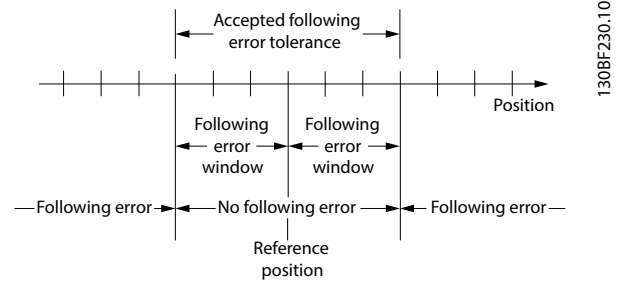 Accepted following
error tolerance
130BF230.10
Position
Following
error
window
Following
error
window
Following error
No following error
Following error
Reference
position